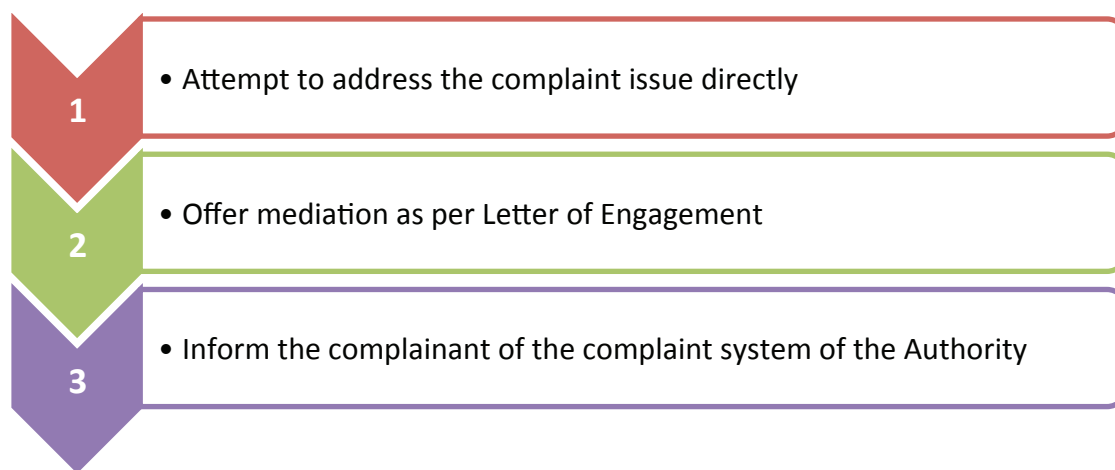 1
• Attempt to address the complaint issue directly
2
• Offer mediation as per Letter of Engagement
3
• Inform the complainant of the complaint system of the Authority